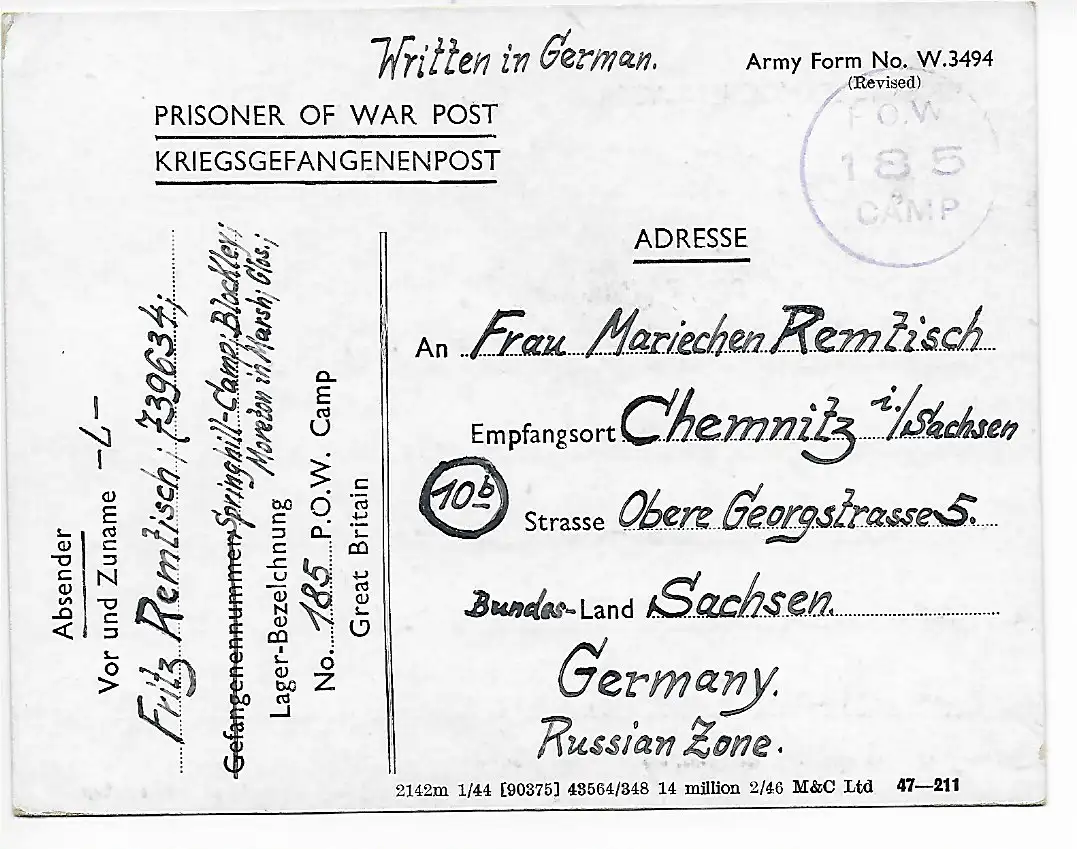 Written in German.
Army Form No. W.3494
(Revised)
PRISONER OF WAR POST
KRIEGSGEFANGENENPOST
P.O.W.
185
CAMP
Absender
Vor und Zuname -L-
Fritz Remtisch; (739634;
Gefangenennummer Springhill-Camp, Blockley;
-Moreton in Marsh; Glos.;
Lager-Bezeichnung
No. 185 P.O.W. Camp
Great Britain
ADRESSE
An Frau Mariechen Remtisch
Empfangsort Chemnitz i./Sachsen
10b
Strasse Obere Georgstrasse 5.
Bundes-Land Sachsen.
Germany.
Russian Zone.
2142m 1/44 [90375] 43564/348 14 million 2/46 M&C Ltd 47—211